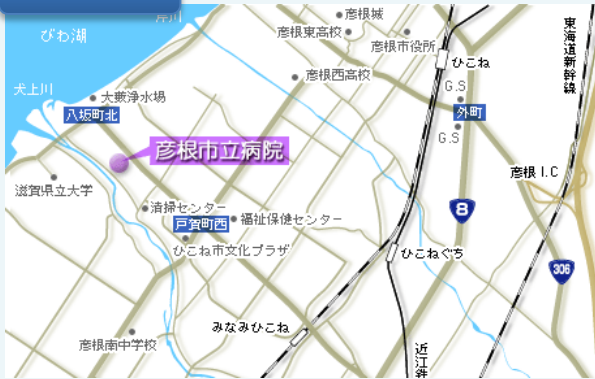 芹川
彦根城
びわ湖
彦根東高校
彦根市役所
東海道新幹線
ひこね
彦根西高校
犬上川
大藪浄水場
G.S
八坂町北
外町
G.S
彦根市立病院
彦根 I.C
滋賀県立大学
清掃センター
8
戸賀町西
福祉保健センター
ひこね市文化プラザ
ひこねぐち
306
みなみひこね
彦根南中学校
近江鉄